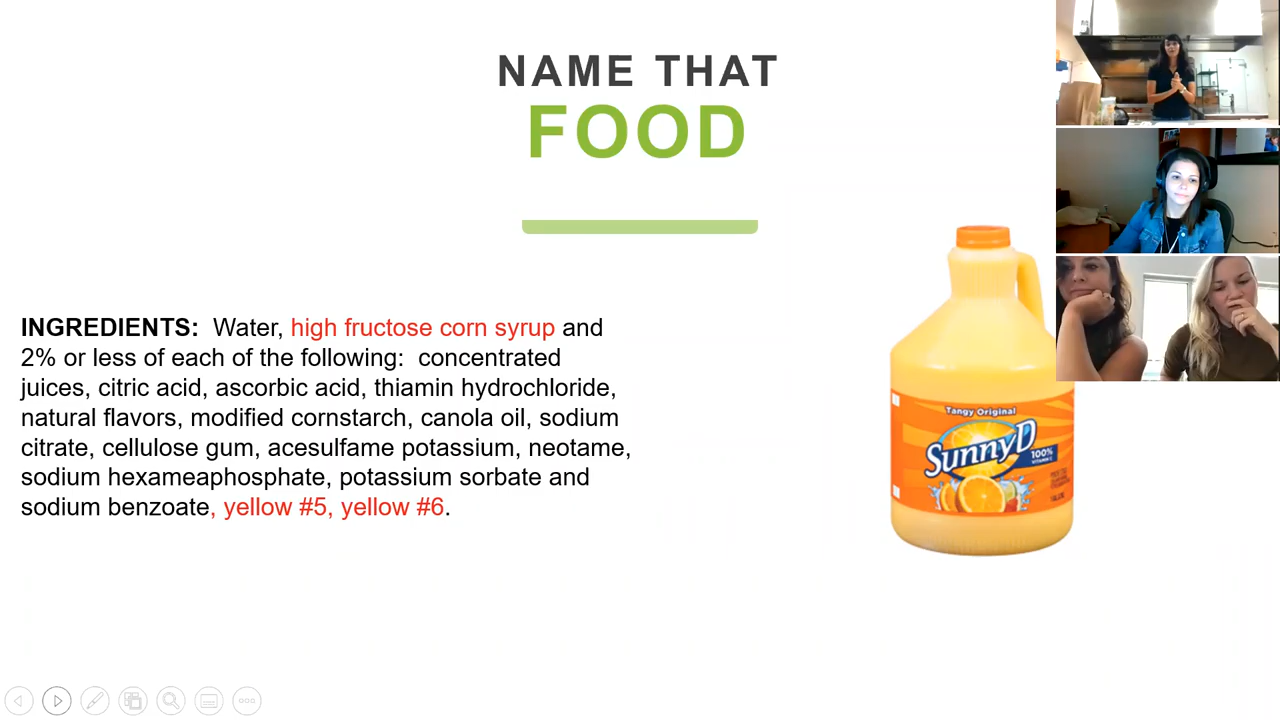 NAME THAT
FOOD
INGREDIENTS: Water, high fructose corn syrup and
2% or less of each of the following: concentrated
juices, citric acid, ascorbic acid, thiamin hydrochloride,
natural flavors, modified cornstarch, canola oil, sodium
citrate, cellulose gum, acesulfame potassium, neotame,
sodium hexameaphosphate, potassium sorbate and
sodium benzoate, yellow #5, yellow #6.
Tangy Original
SunnyD
100%
VITAMIN C